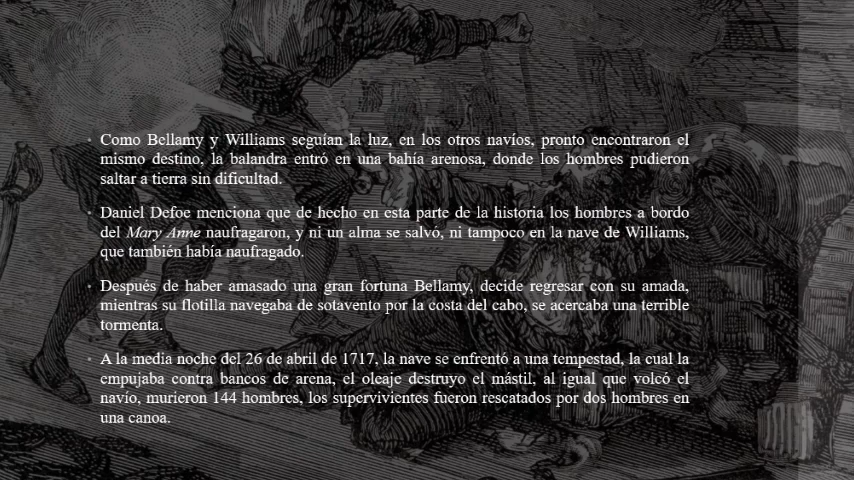 Como Bellamy y Williams seguían la luz, en los otros navíos, pronto encontraron el
mismo destino, la balandra entró en una bahía arenosa, donde los hombres pudieron
saltar a tierra sin dificultad.
Daniel Defoe menciona que de hecho en esta parte de la historia los hombres a bordo
del Mary Anne naufragaron, y ni un alma se salvó, ni tampoco en la nave de Williams,
que también había naufragado.
Después de haber amasado una gran fortuna Bellamy, decide regresar con su amada,
mientras su flotilla navegaba de sotavento por la costa del cabo, se acercaba una terrible
tormenta.
A la media noche del 26 de abril de 1717, la nave se enfrentó a una tempestad, la cual la
empujaba contra bancos de arena, el oleaje destruyo el mástil, al igual que volcó el
navío, murieron 144 hombres, los supervivientes fueron rescatados por dos hombres en
una canoa.